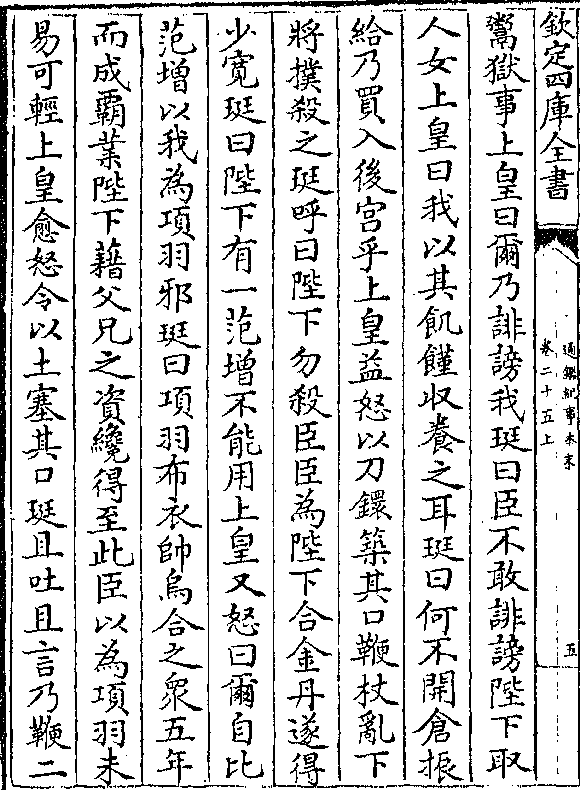 欽定四庫全書
通鑑紀事本末
卷二十五上
五
鬻獄事上皇曰爾乃誹謗我珽曰臣不敢誹謗陛下取
人女上皇曰我以其飢饉收養之耳珽曰何不開倉振
給乃買入後宮乎上皇益怒以刀鐶築其口鞭杖亂下
將撲殺之珽呼曰陛下勿殺臣臣為陛下合金丹遂得
少寛珽曰陛下有一范增不能用上皇又怒曰爾自比
范增以我為項羽邪珽曰項羽布衣帥烏合之衆五年
而成霸業陛下藉父兄之資纔得至此臣以為項羽未
易可輕上皇愈怒令以土塞其口珽且吐且言乃鞭二